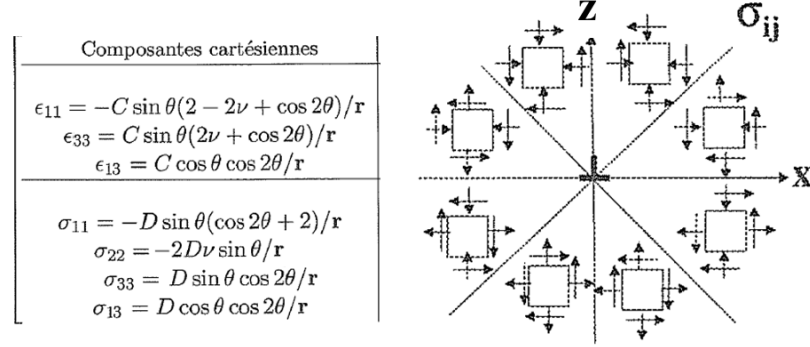 Composantes cartésiennes
ϵ₁₁ = −C sin θ(2 − 2ν + cos 2θ)/r
ϵ₃₃ = C sin θ(2ν + cos 2θ)/r
ϵ₁₃ = C cos θ cos 2θ/r
σ₁₁ = −D sin θ(cos 2θ + 2)/r
σ₂₂ = −2Dν sin θ/r
σ₃₃ = D sin θ cos 2θ/r
σ₁₃ = D cos θ cos 2θ/r
z
σij
x